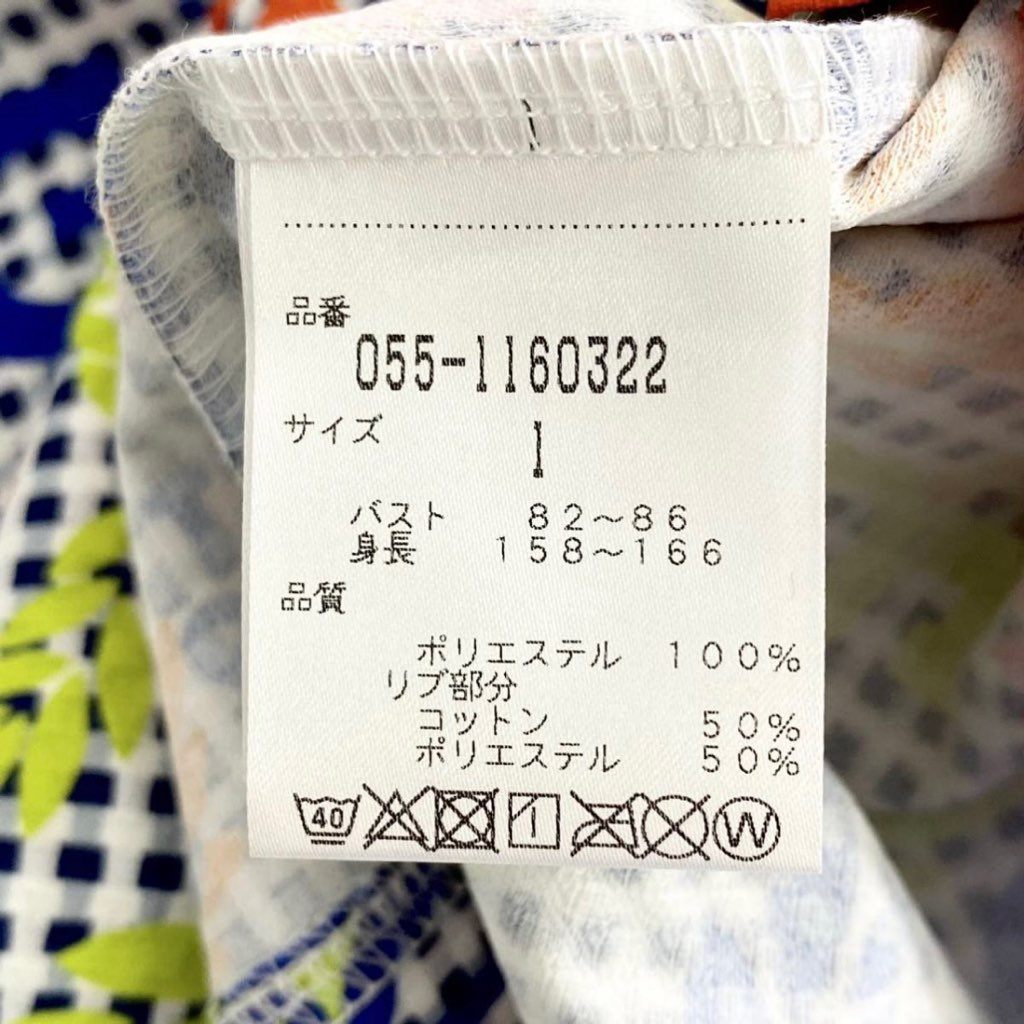 品番
055-1160322
サイズ
1
バスト 82～86
身長 158～166
品質
ポリエステル 100%
リブ部分
コットン 50%
ポリエステル 50%
40 W